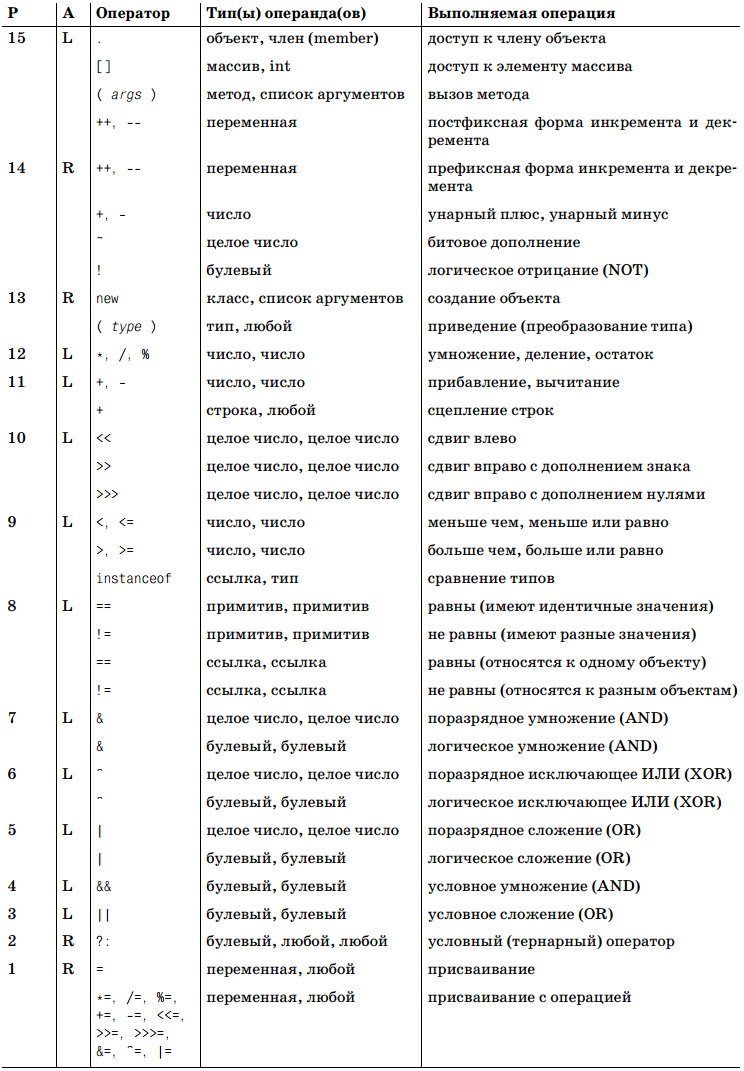 P A Оператор Тип(ы) операнда(ов) Выполняемая операция
15 L . объект, член (member) доступ к члену объекта
[] массив, int доступ к элементу массива
( args ) метод, список аргументов вызов метода
++, -- переменная постфиксная форма инкремента и дек-
ремента
14 R ++, -- переменная префиксная форма инкремента и декре-
мента
+, - число унарный плюс, унарный минус
~ целое число битовое дополнение
! булевый логическое отрицание (NOT)
13 R new класс, список аргументов создание объекта
( type ) тип, любой приведение (преобразование типа)
12 L *, /, % число, число умножение, деление, остаток
11 L +, - число, число прибавление, вычитание
+ строка, любой сцепление строк
10 L << целое число, целое число сдвиг влево
>> целое число, целое число сдвиг вправо с дополнением знака
>>> целое число, целое число сдвиг вправо с дополнением нулями
9 L <, <= число, число меньше чем, меньше или равно
>, >= число, число больше чем, больше или равно
instanceof ссылка, тип сравнение типов
8 L == примитив, примитив равны (имеют идентичные значения)
!= примитив, примитив не равны (имеют разные значения)
== ссылка, ссылка равны (относятся к одному объекту)
!= ссылка, ссылка не равны (относятся к разным объектам)
7 L & целое число, целое число поразрядное умножение (AND)
& булевый, булевый логическое умножение (AND)
6 L ^ целое число, целое число поразрядное исключающее ИЛИ (XOR)
^ булевый, булевый логическое исключающее ИЛИ (XOR)
5 L | целое число, целое число поразрядное сложение (OR)
| булевый, булевый логическое сложение (OR)
4 L && булевый, булевый условное умножение (AND)
3 L || булевый, булевый условное сложение (OR)
2 R ?: булевый, любой, любой условный (тернарный) оператор
1 R = переменная, любой присваивание
*=, /=, %=, переменная, любой присваивание с операцией
+=, -=, <<=,
>>=, >>>=,
&=, ^=, |=